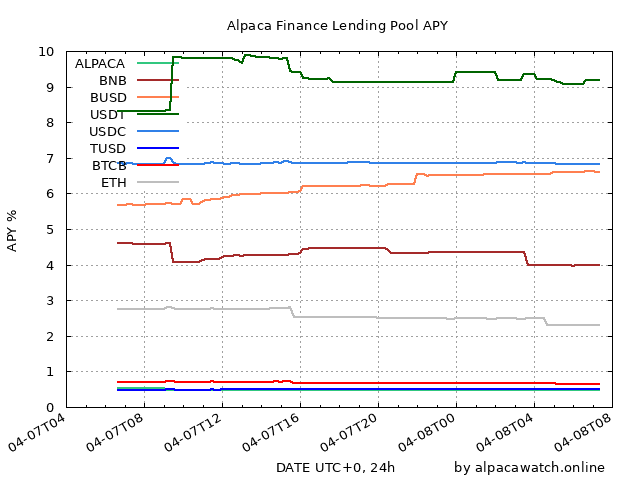 Alpaca Finance Lending Pool APY
10
9
8
7
6
5
4
3
2
1
0
APY %
ALPACA
BNB
BUSD
USDT
USDC
TUSD
BTCB
ETH
04-07T04
04-07T08
04-07T12
04-07T16
04-07T20
04-08T00
04-08T04
04-08T08
DATE UTC+0, 24h
by alpacawatch.online